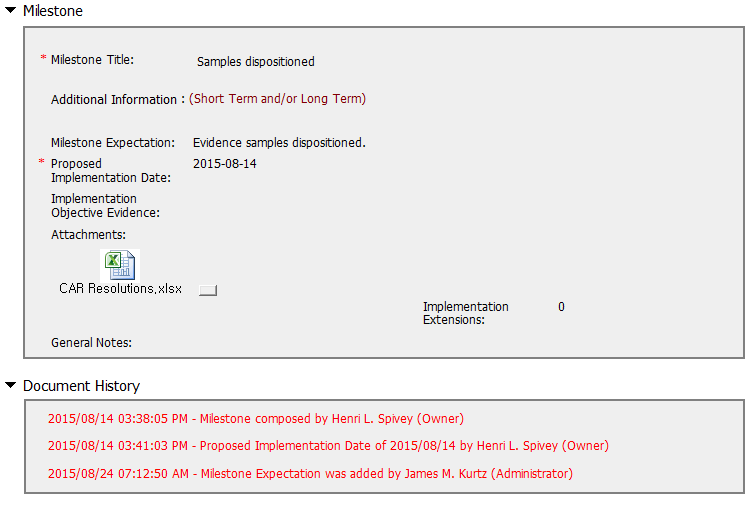 Milestone
* Milestone Title: Samples dispositioned
Additional Information : (Short Term and/or Long Term)
Milestone Expectation: Evidence samples dispositioned.
* Proposed 2015-08-14
Implementation Date:
Implementation
Objective Evidence:
Attachments:
CAR Resolutions.xlsx
Implementation 0
Extensions:
General Notes:
Document History
2015/08/14 03:38:05 PM - Milestone composed by Henri L. Spivey (Owner)
2015/08/14 03:41:03 PM - Proposed Implementation Date of 2015/08/14 by Henri L. Spivey (Owner)
2015/08/24 07:12:50 AM - Milestone Expectation was added by James M. Kurtz (Administrator)